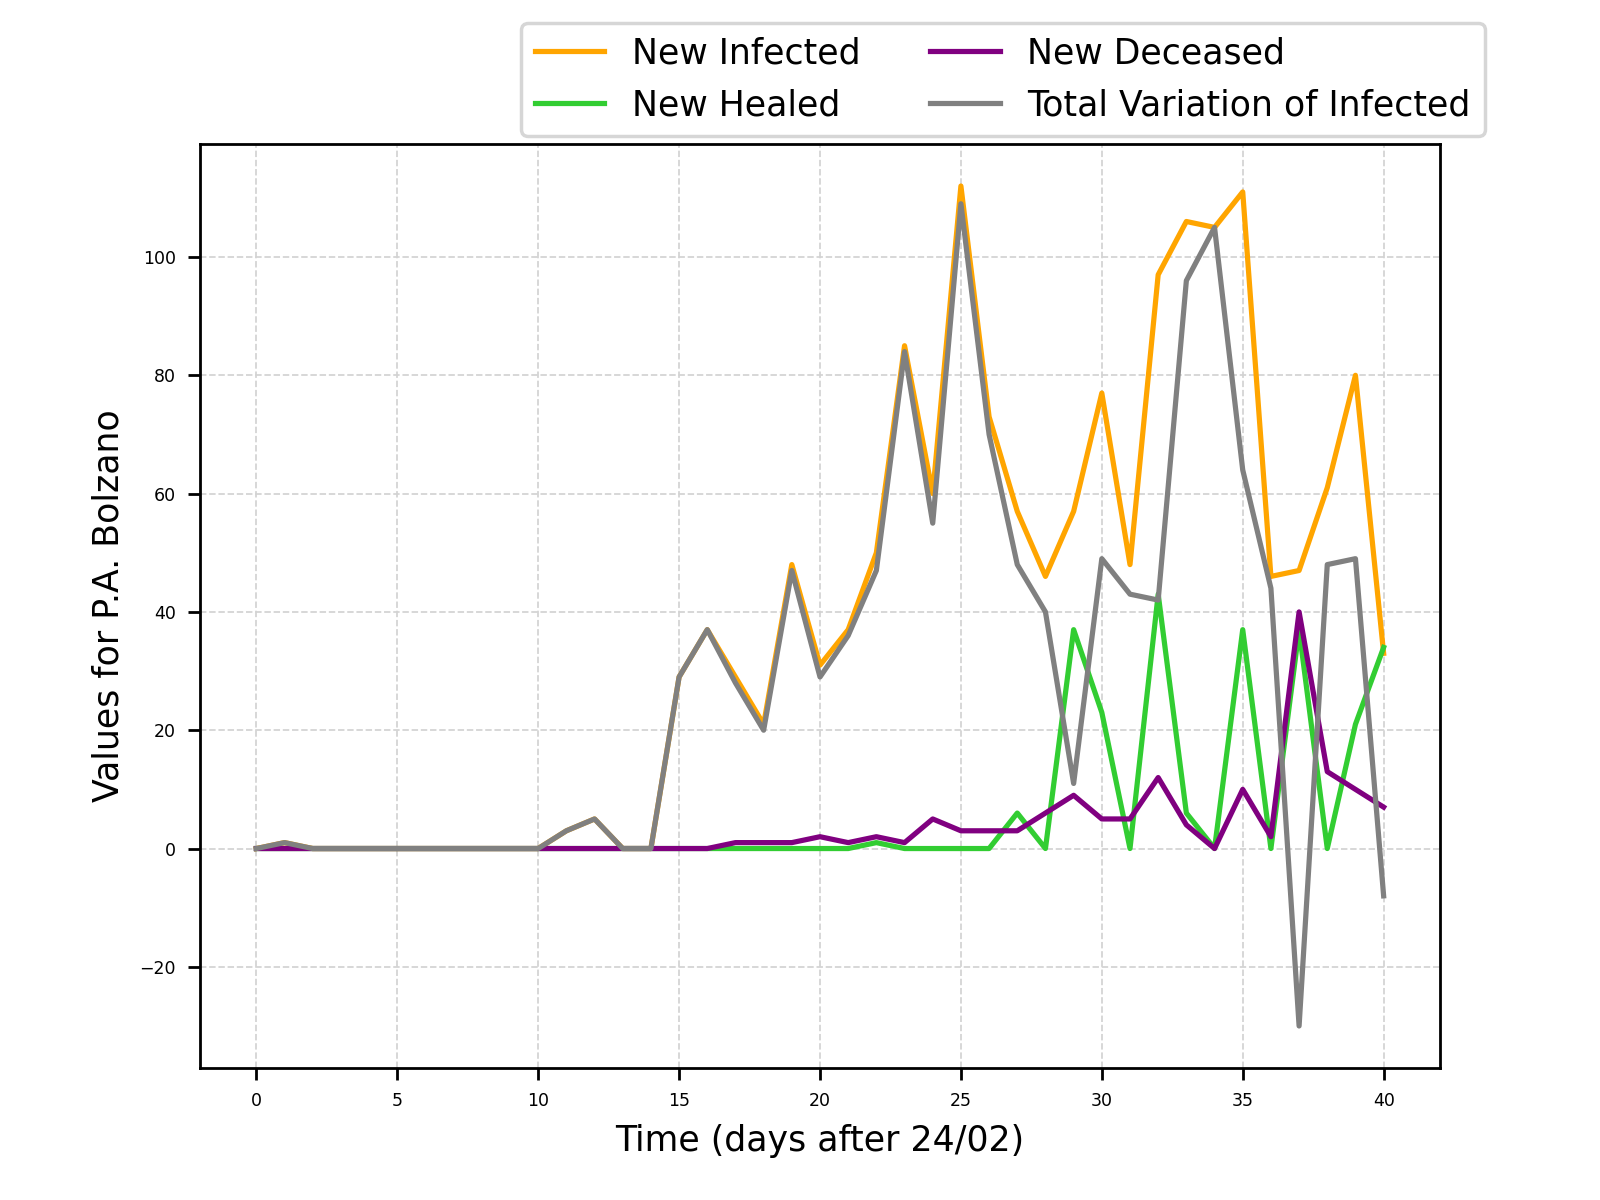 New Infected
New Healed
New Deceased
Total Variation of Infected
Values for P.A. Bolzano
100
80
60
40
20
0
−20
0 5 10 15 20 25 30 35 40
Time (days after 24/02)